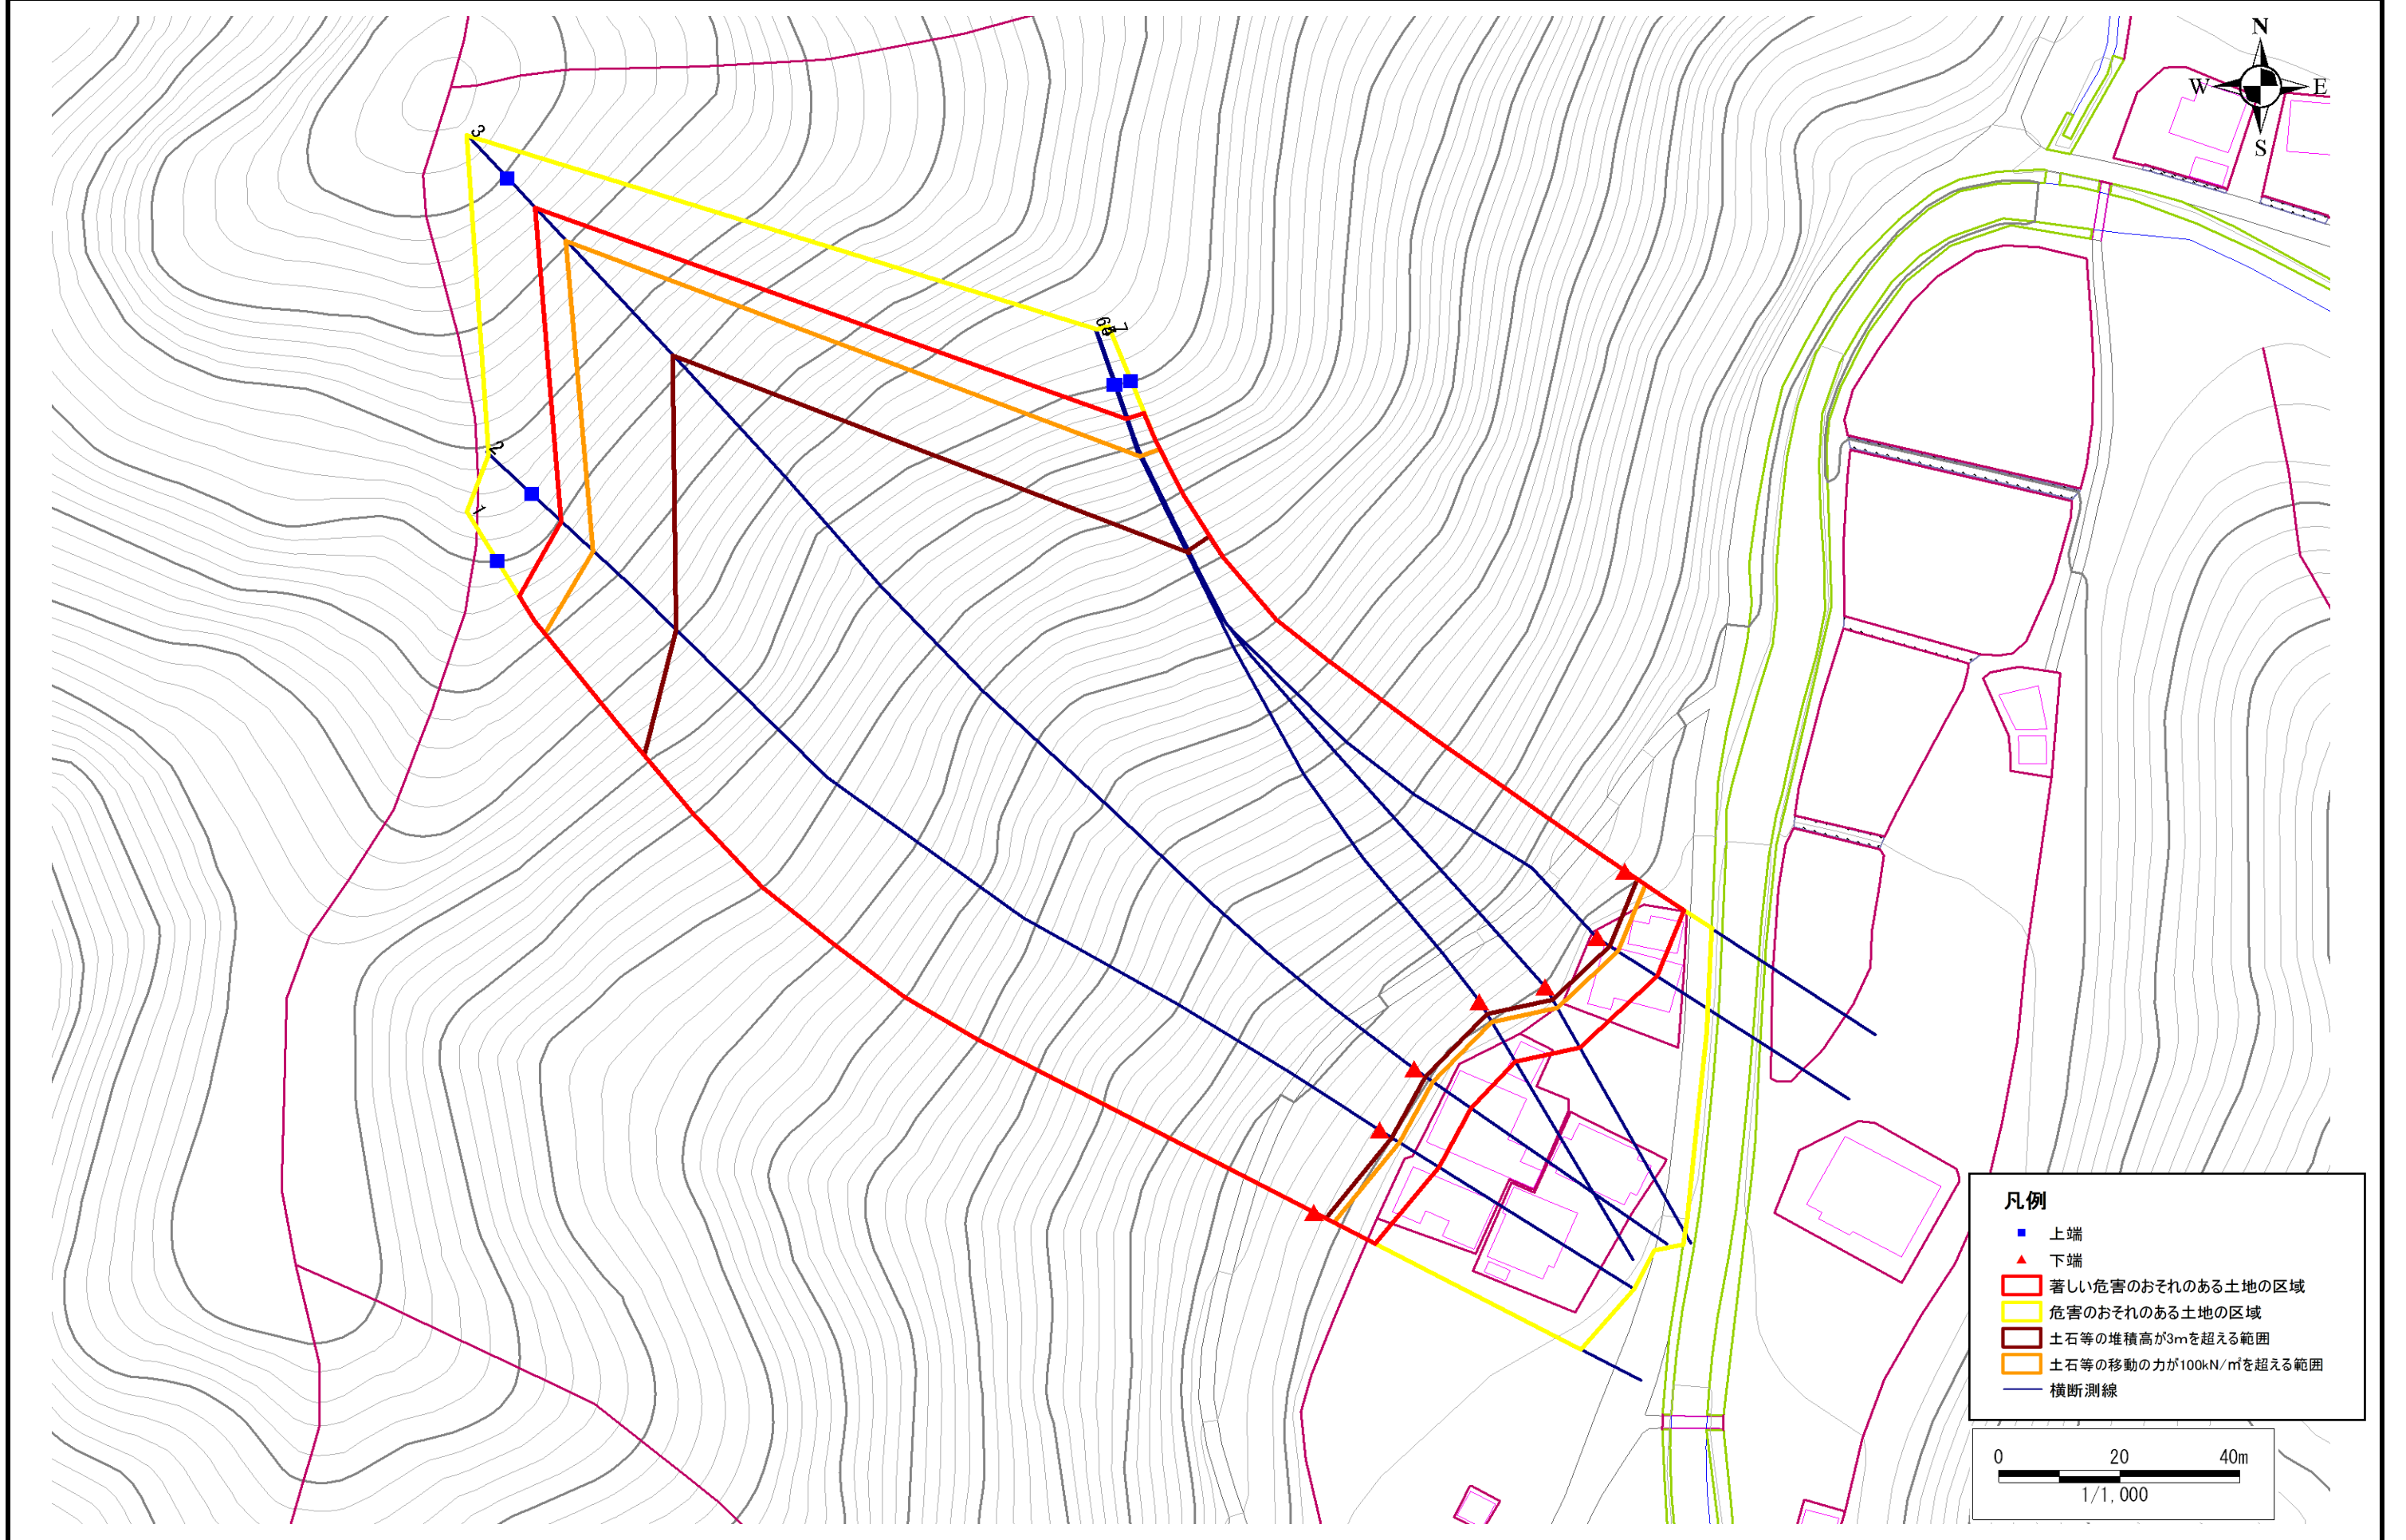 N
W E
S
3
2
1
6
7
凡例
上端
下端
著しい危害のおそれのある土地の区域
危害のおそれのある土地の区域
土石等の堆積高が3mを超える範囲
土石等の移動の力が100kN/㎡を超える範囲
横断測線
0 20 40m
1/1,000